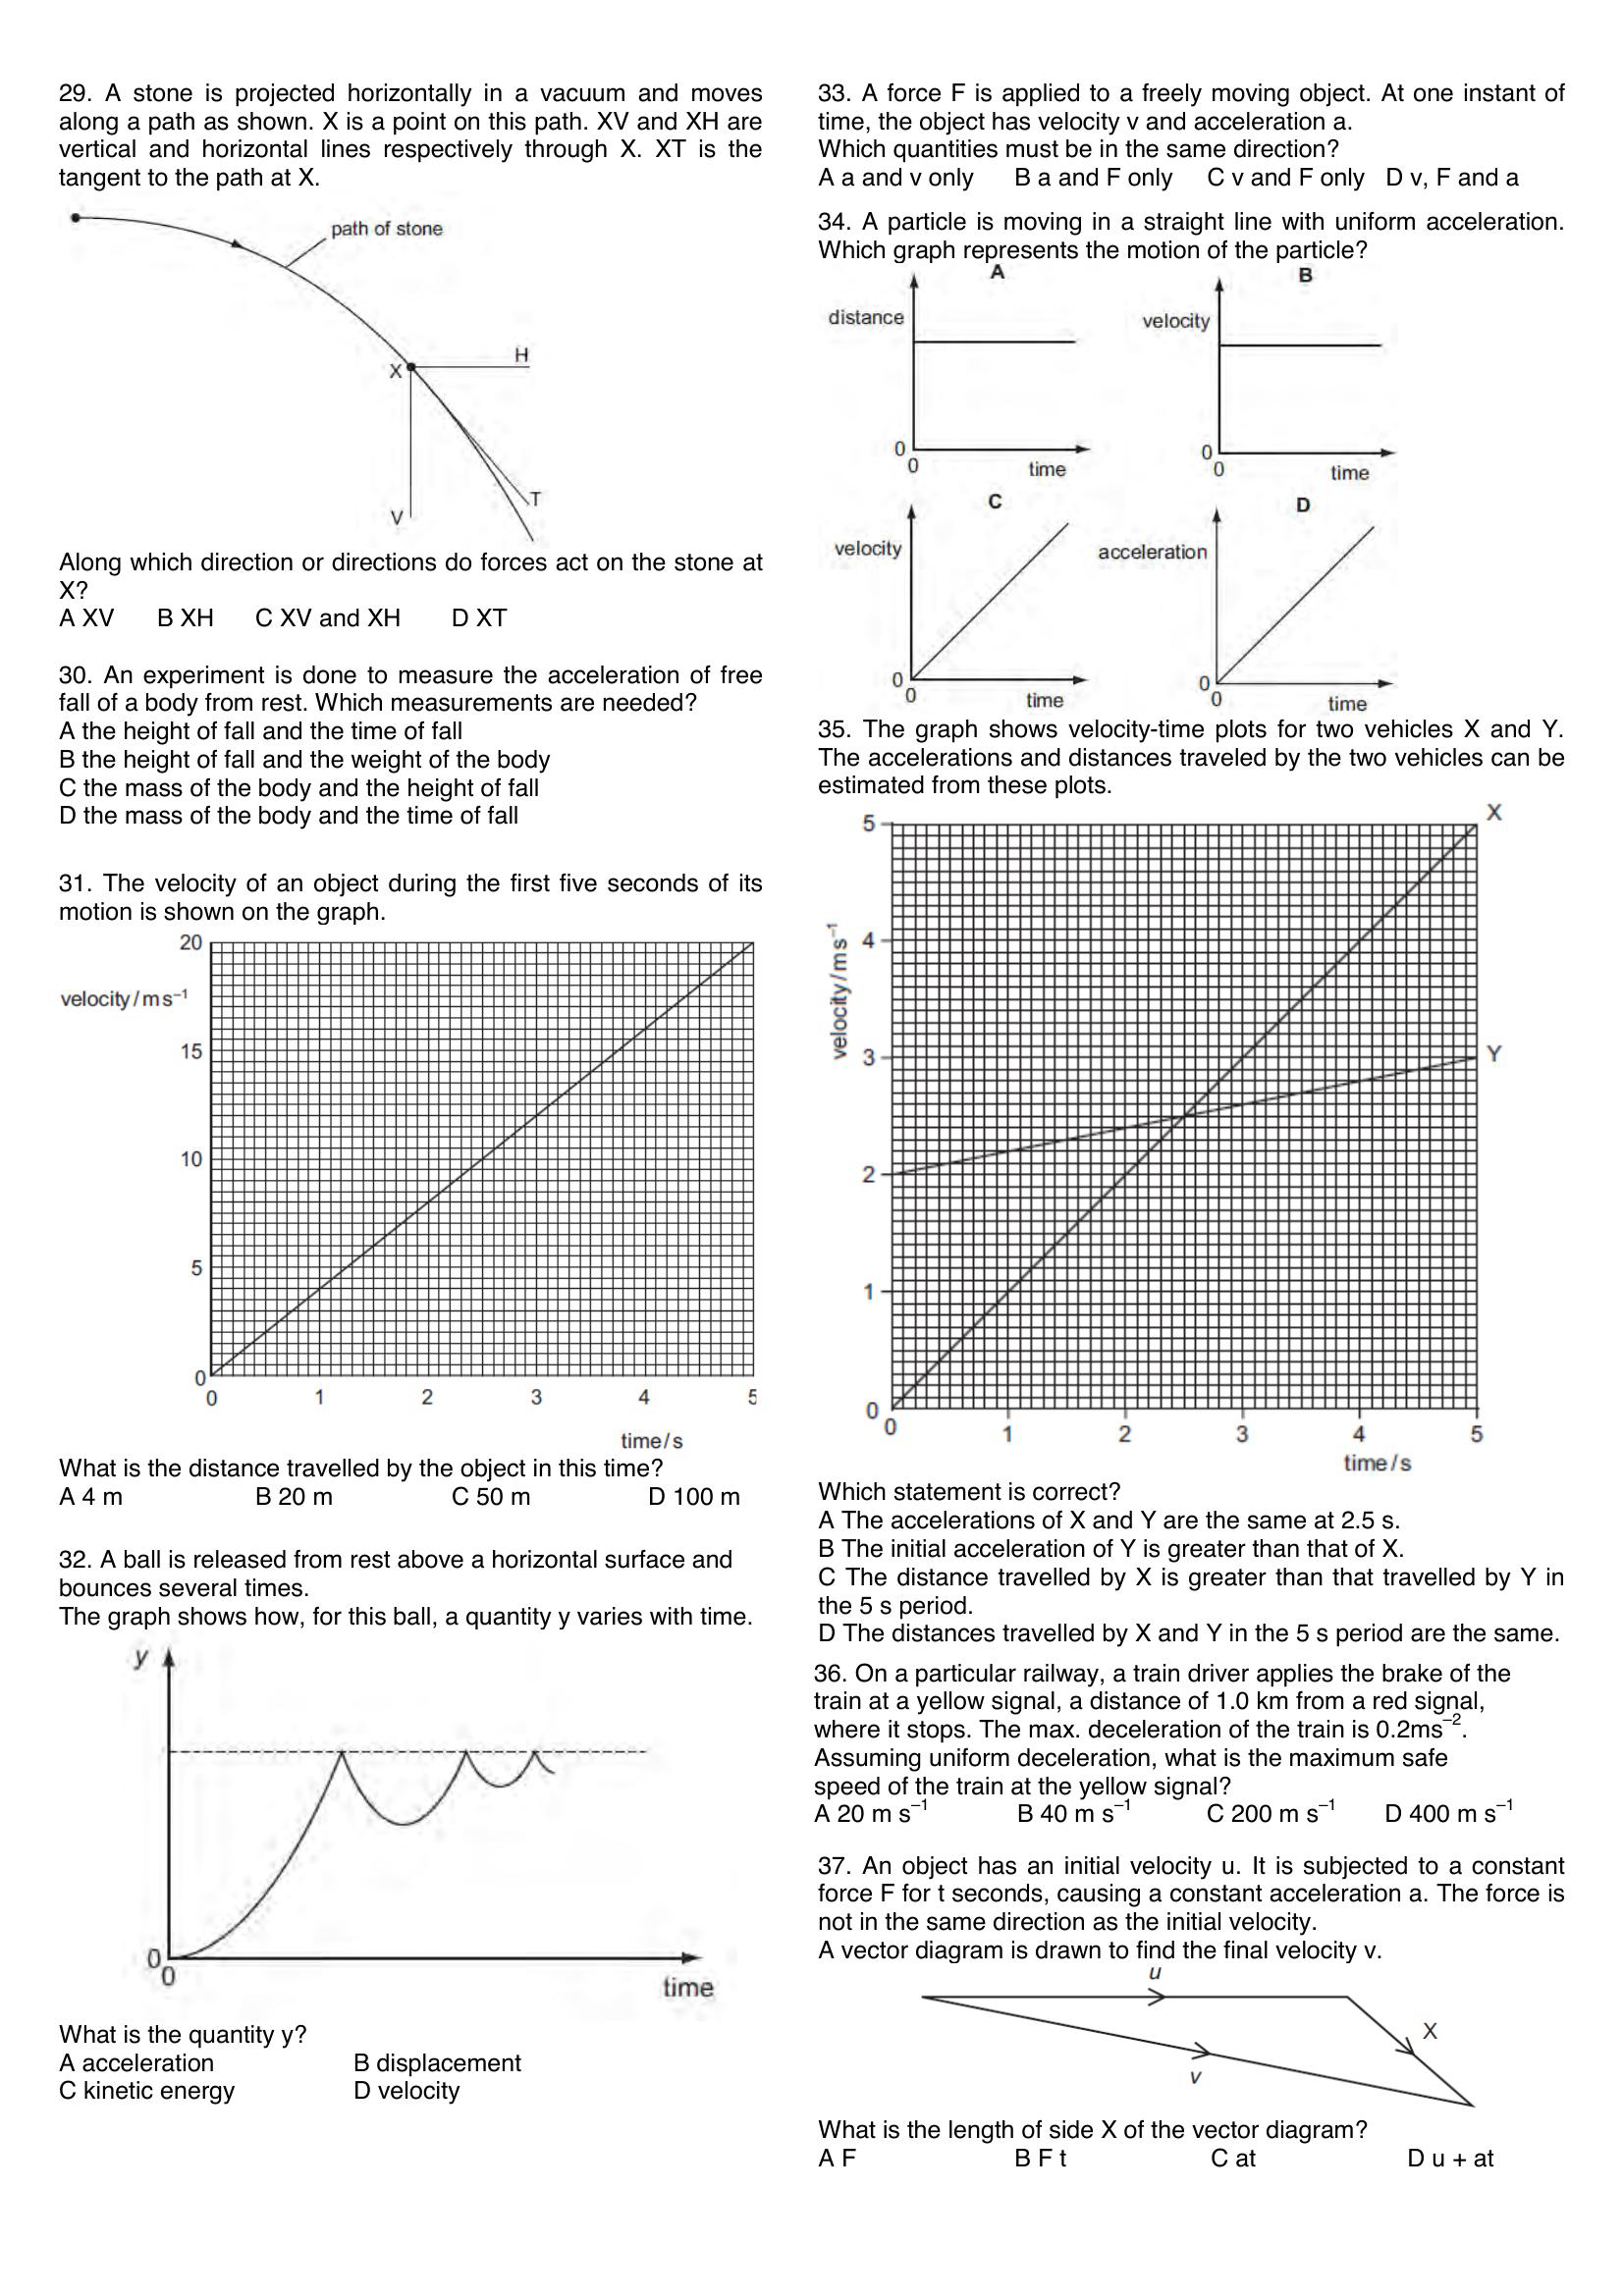 29. A stone is projected horizontally in a vacuum and moves
along a path as shown. X is a point on this path. XV and XH are
vertical and horizontal lines respectively through X. XT is the
tangent to the path at X.
path of stone
H
X
T
V
Along which direction or directions do forces act on the stone at
X?
A XV B XH C XV and XH D XT
30. An experiment is done to measure the acceleration of free
fall of a body from rest. Which measurements are needed?
A the height of fall and the time of fall
B the height of fall and the weight of the body
C the mass of the body and the height of fall
D the mass of the body and the time of fall
31. The velocity of an object during the first five seconds of its
motion is shown on the graph.
20
velocity/m s⁻¹
15
10
5
0
0 1 2 3 4 5
time/s
What is the distance travelled by the object in this time?
A 4 m B 20 m C 50 m D 100 m
32. A ball is released from rest above a horizontal surface and
bounces several times.
The graph shows how, for this ball, a quantity y varies with time.
y
0
0
time
What is the quantity y?
A acceleration B displacement
C kinetic energy D velocity
33. A force F is applied to a freely moving object. At one instant of
time, the object has velocity v and acceleration a.
Which quantities must be in the same direction?
A a and v only B a and F only C v and F only D v, F and a
34. A particle is moving in a straight line with uniform acceleration.
Which graph represents the motion of the particle?
A B
distance velocity
0 0
0 time 0 time
C D
velocity acceleration
0 0
0 time 0 time
35. The graph shows velocity-time plots for two vehicles X and Y.
The accelerations and distances traveled by the two vehicles can be
estimated from these plots.
X
5
velocity/m s⁻¹
4
3
Y
2
1
0
0 1 2 3 4 5
time/s
Which statement is correct?
A The accelerations of X and Y are the same at 2.5 s.
B The initial acceleration of Y is greater than that of X.
C The distance travelled by X is greater than that travelled by Y in
the 5 s period.
D The distances travelled by X and Y in the 5 s period are the same.
36. On a particular railway, a train driver applies the brake of the
train at a yellow signal, a distance of 1.0 km from a red signal,
where it stops. The max. deceleration of the train is 0.2ms⁻².
Assuming uniform deceleration, what is the maximum safe
speed of the train at the yellow signal?
A 20 m s⁻¹ B 40 m s⁻¹ C 200 m s⁻¹ D 400 m s⁻¹
37. An object has an initial velocity u. It is subjected to a constant
force F for t seconds, causing a constant acceleration a. The force is
not in the same direction as the initial velocity.
A vector diagram is drawn to find the final velocity v.
u
X
v
What is the length of side X of the vector diagram?
A F B F t C at D u + at